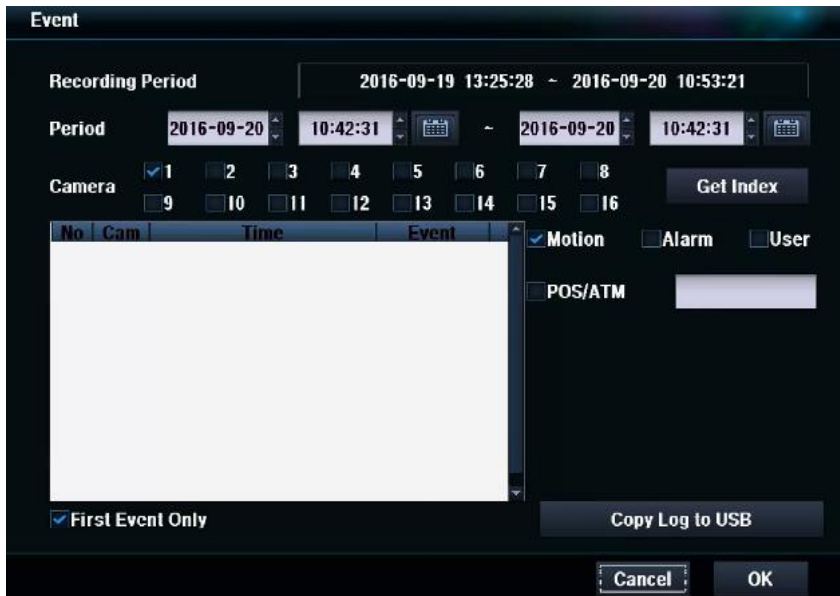 Event
Recording Period 2016-09-19 13:25:28 ~ 2016-09-20 10:53:21
Period 2016-09-20 10:42:31 ~ 2016-09-20 10:42:31
Camera 1 2 3 4 5 6 7 8
9 10 11 12 13 14 15 16
Get Index
No Cam Time Event
Motion Alarm User
POS/ATM
First Event Only
Copy Log to USB
Cancel OK